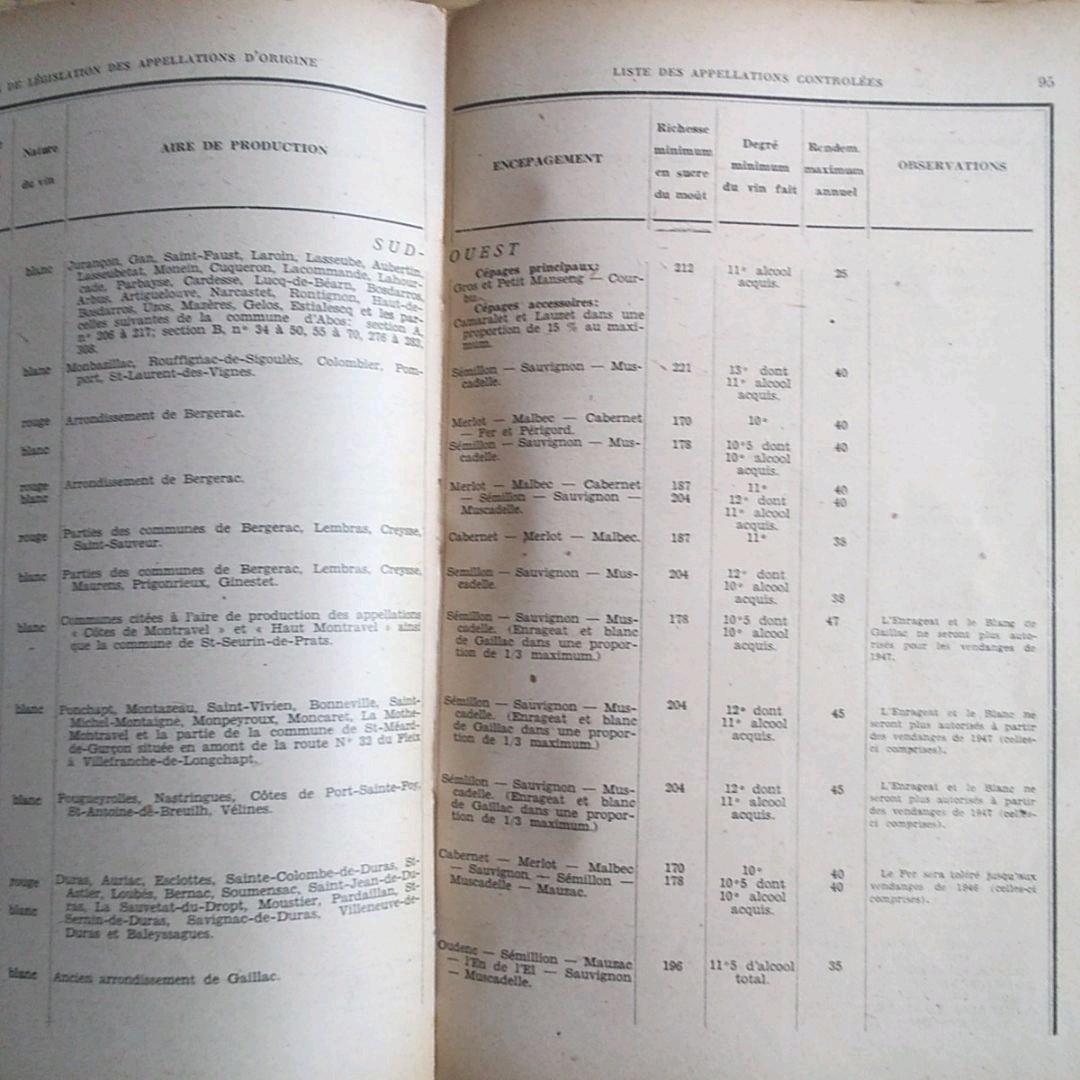 DE LÉGISLATION DES APPELLATIONS D'ORIGINE
Nature
du vin
AIRE DE PRODUCTION
SUD-
blanc
Jurançon, Gan, Saint-Faust, Laroin, Lasseube, Aubertin,
Lasseubetat, Monein, Cuqueron, Lacommande, Lahour-
cade, Parbayse, Cardesse, Lucq-de-Béarn, Bosdarros,
Arbus, Artiguelouve, Narcastet, Rontignon, Haut-de-
Bosdarros, Uzos, Mazères, Gelos, Estialescq et les par-
celles suivantes de la commune d'Abos: section A,
n° 206 à 217; section B, n° 34 à 50, 55 à 70, 276 à 283,
308.
blanc
Monbazillac, Rouffignac-de-Sigoulès, Colombier, Pom-
port, St-Laurent-des-Vignes.
rouge
Arrondissement de Bergerac.
blanc
rouge
Arrondissement de Bergerac.
blanc
rouge
Parties des communes de Bergerac, Lembras, Creysse,
Saint-Sauveur.
blanc
Parties des communes de Bergerac, Lembras, Creysse,
Maurens, Prigonrieux, Ginestet.
blanc
Communes citées à l'aire de production des appellations
« Côtes de Montravel » et « Haut Montravel » ainsi
que la commune de St-Seurin-de-Prats.
blanc
Ponchapt, Montazeau, Saint-Vivien, Bonneville, Saint-
Michel-Montaigne, Monpeyroux, Moncaret, La Mothe-
Montravel et la partie de la commune de St-Méard-
de-Gurçon située en amont de la route N° 32 du Fleix
à Villefranche-de-Longchapt.
blanc
Fougueyrolles, Nastringues, Côtes de Port-Sainte-Foy,
St-Antoine-de-Breuilh, Vélines.
rouge
Duras, Auriac, Esclottes, Sainte-Colombe-de-Duras, St-
Astier, Loubès, Bernac, Soumensac, Saint-Jean-de-Du-
ras, La Sauvetat-du-Dropt, Moustier, Pardaillan, St-
blanc
Sernin-de-Duras, Savignac-de-Duras, Villeneuve-de-
Duras et Baleyssagues.
blanc
Ancien arrondissement de Gaillac.
LISTE DES APPELLATIONS CONTROLÉES
95
ENCEPAGEMENT
Richesse
minimum
en sucre
du moût
Degré
minimum
du vin fait
Rendem.
maximum
annuel
OBSERVATIONS
OUEST
Cépages principaux:
Gros et Petit Manseng — Cour-
bu.
Cépages accessoires:
Camaralet et Lauzet dans une
proportion de 15 % au maxi-
mum.
212
11° alcool
acquis.
25
Sémillon — Sauvignon — Mus-
cadelle.
221
13° dont
11° alcool
acquis.
40
Merlot — Malbec — Cabernet
— Fer et Périgord.
170
10°
40
Sémillon — Sauvignon — Mus-
cadelle.
178
10°5 dont
10° alcool
acquis.
40
Merlot — Malbec — Cabernet
— Sémillon — Sauvignon —
Muscadelle.
187
204
11°
12° dont
11° alcool
acquis.
40
40
Cabernet — Merlot — Malbec.
187
11°
38
Semillon — Sauvignon — Mus-
cadelle.
204
12° dont
10° alcool
acquis.
38
Sémillon — Sauvignon — Mus-
cadelle. (Enrageat et blanc
de Gaillac dans une propor-
tion de 1/3 maximum.)
178
10°5 dont
10° alcool
acquis.
47
L'Enrageat et le Blanc de
Gaillac ne seront plus auto-
risés pour les vendanges de
1947.
Sémillon — Sauvignon — Mus-
cadelle. (Enrageat et blanc
de Gaillac dans une propor-
tion de 1/3 maximum.)
204
12° dont
11° alcool
acquis.
45
L'Enrageat et le Blanc ne
seront plus autorisés à partir
des vendanges de 1947 (celles-
ci comprises).
Sémillon — Sauvignon — Mus-
cadelle. (Enrageat et blanc
de Gaillac dans une propor-
tion de 1/3 maximum.)
204
12° dont
11° alcool
acquis.
45
L'Enrageat et le Blanc ne
seront plus autorisés à partir
des vendanges de 1947 (celles-
ci comprises).
Cabernet — Merlot — Malbec
— Sauvignon — Sémillon —
Muscadelle — Mauzac.
170
178
10°
10°5 dont
10° alcool
acquis.
40
40
Le Fer sera toléré jusqu'aux
vendanges de 1946 (celles-ci
comprises).
Oudenc — Sémillion — Mauzac
— l'En de l'El — Sauvignon
— Muscadelle.
196
11°5 d'alcool
total.
35